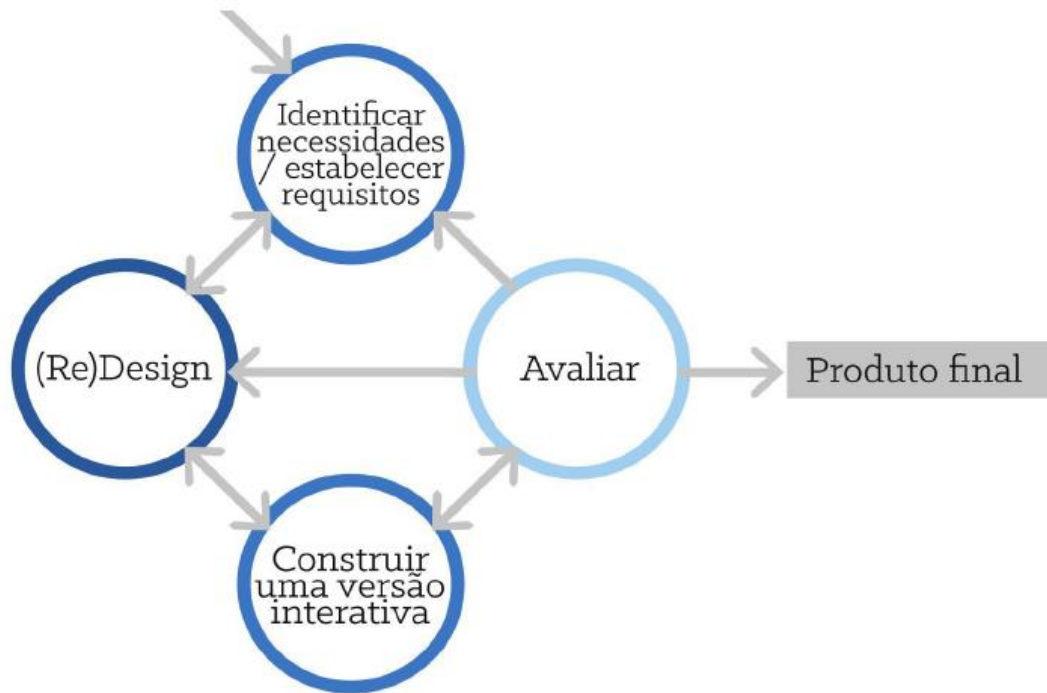 Identificar
necessidades
/ estabelecer
requisitos
(Re)Design
Avaliar
Produto final
Construir
uma versão
interativa